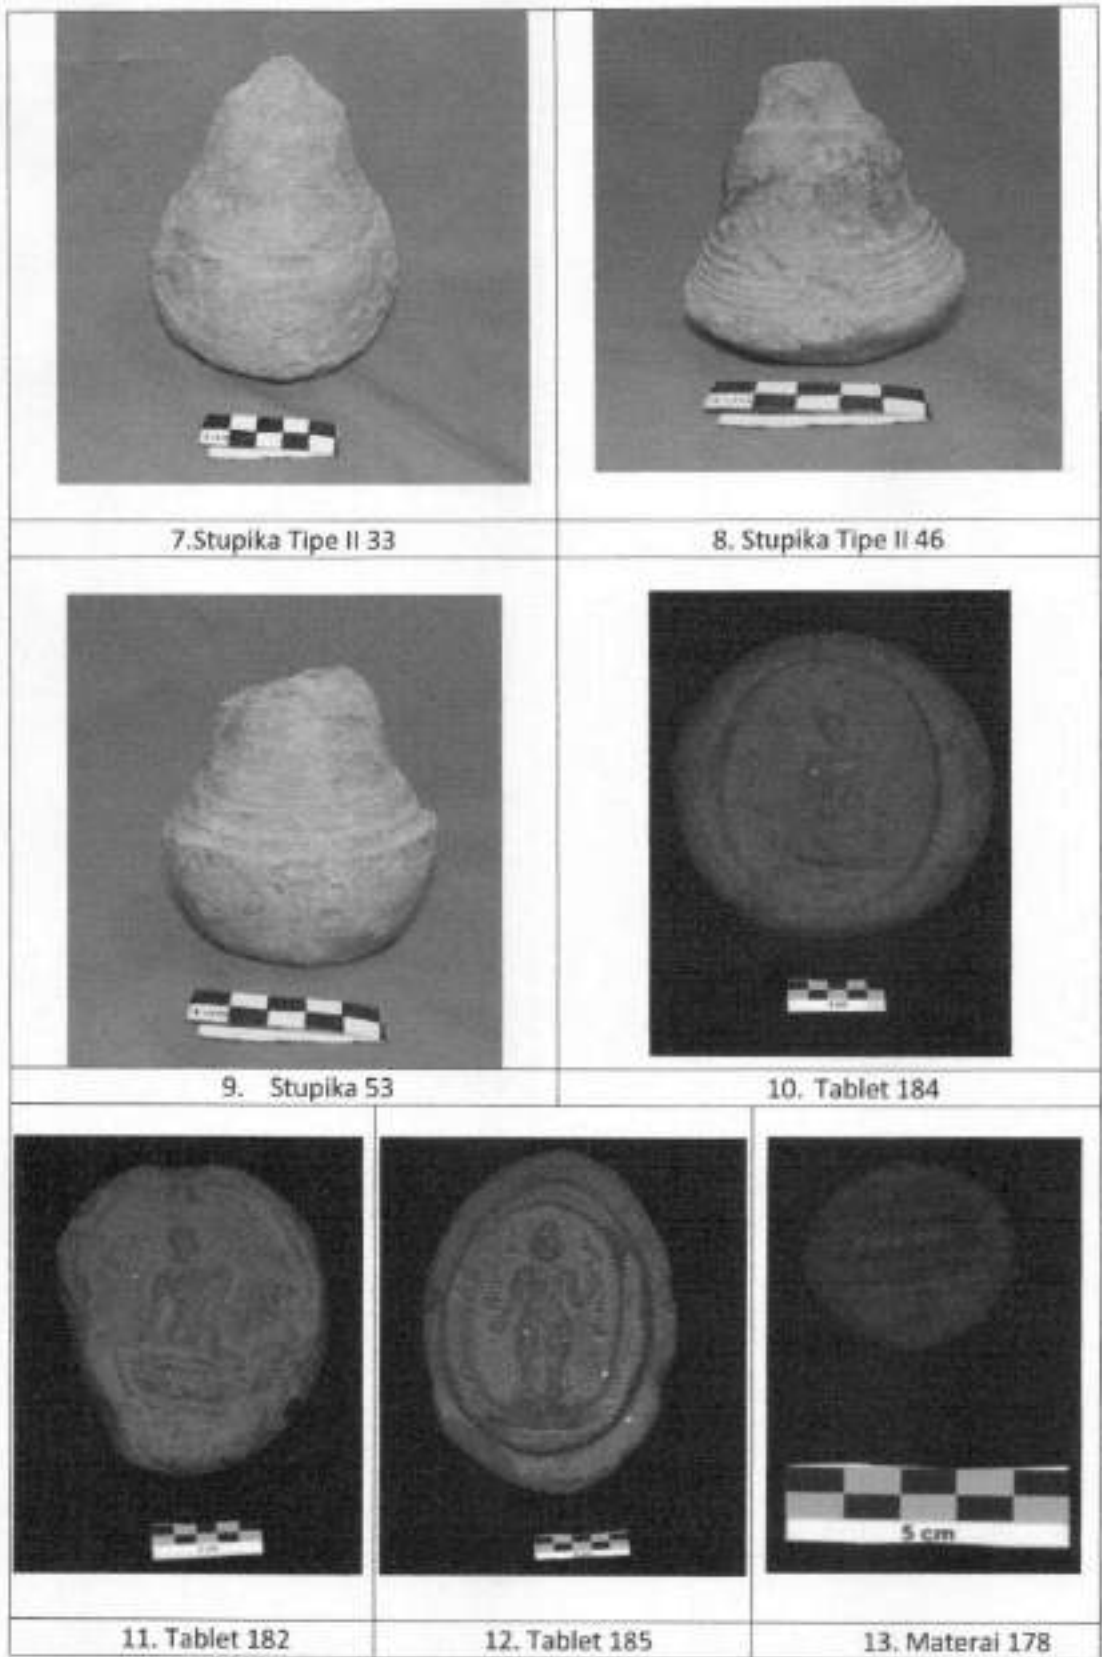 7.Stupika Tipe II 33
8. Stupika Tipe II 46
9. Stupika 53
10. Tablet 184
5 cm
11. Tablet 182
12. Tablet 185
13. Materai 178